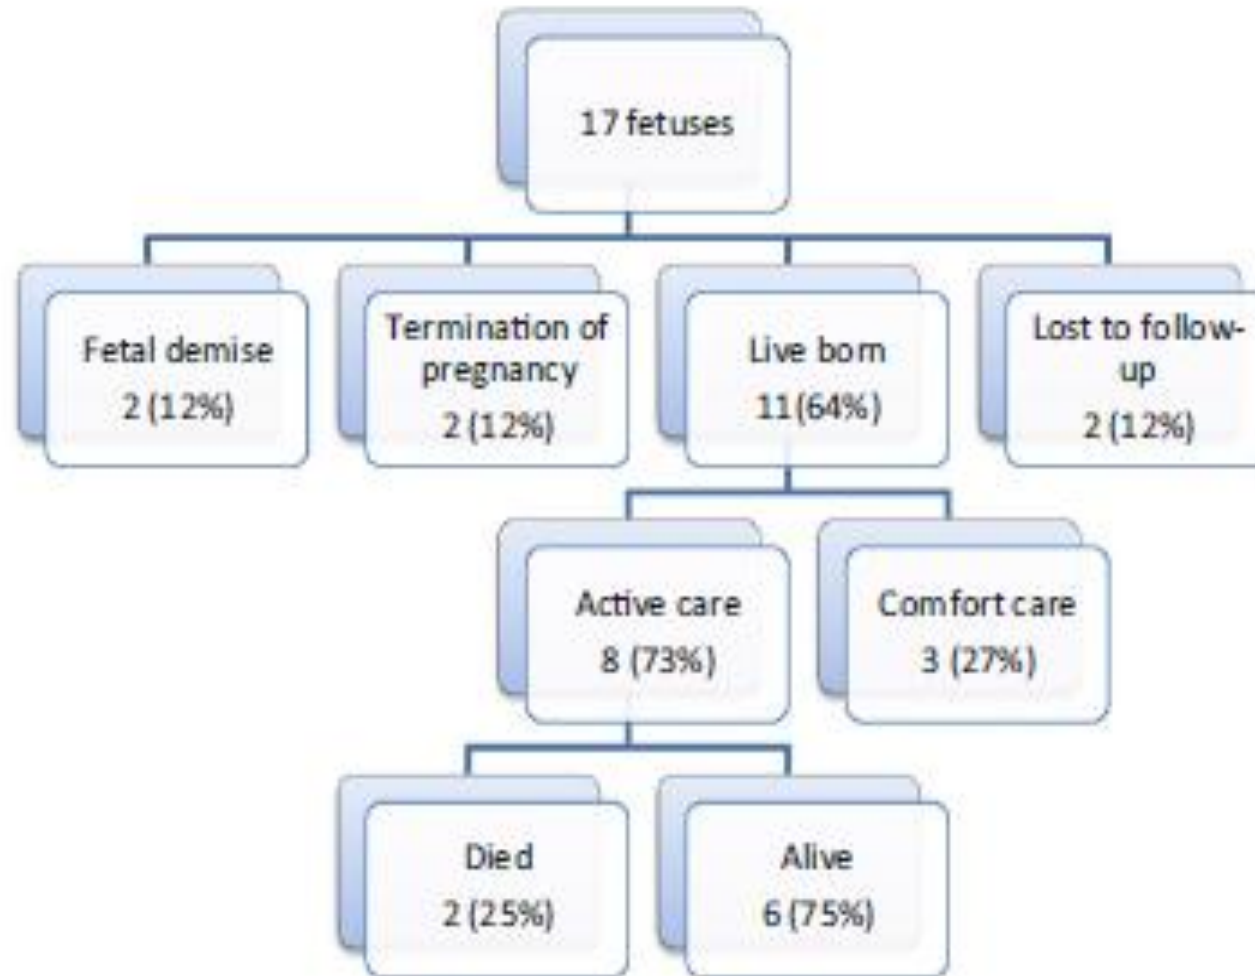 17 fetuses
Fetal demise
2 (12%)
Termination of
pregnancy
2 (12%)
Live born
11(64%)
Lost to follow-
up
2 (12%)
Active care
8 (73%)
Comfort care
3 (27%)
Died
2 (25%)
Alive
6 (75%)